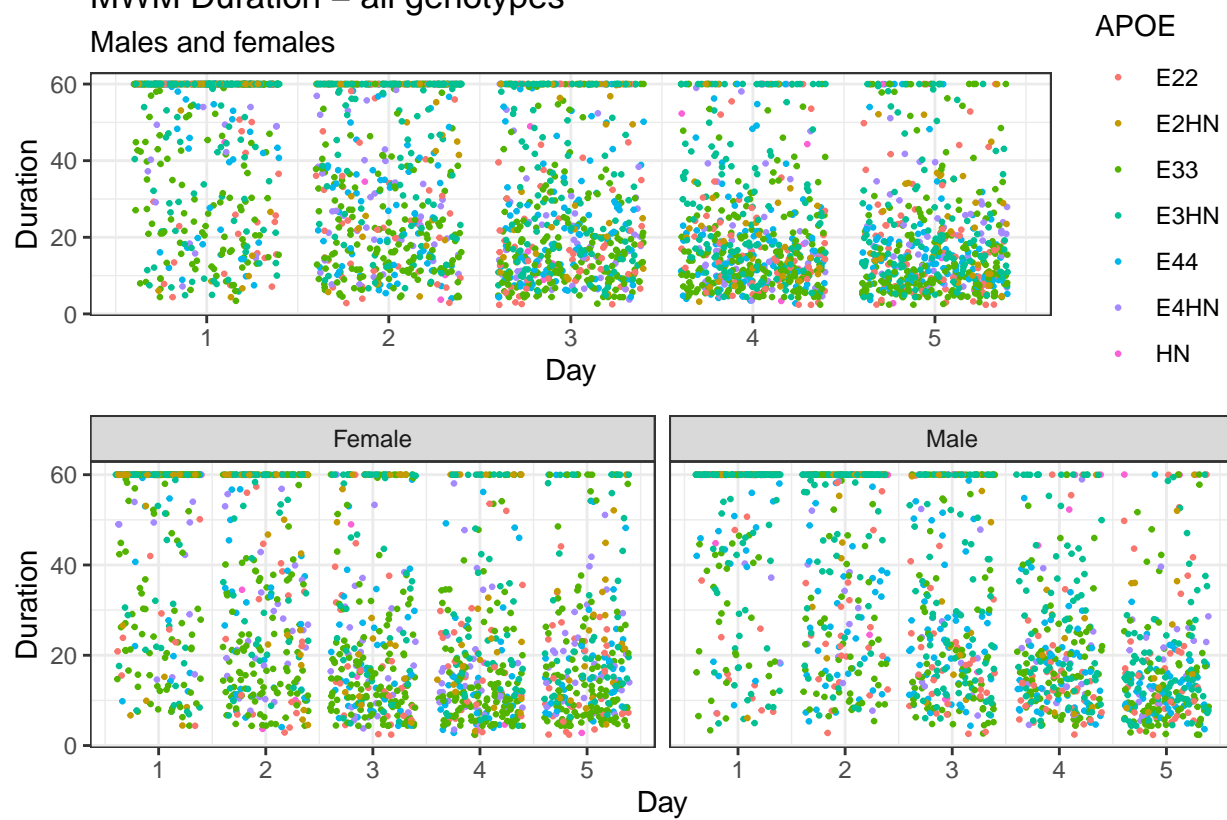 MWM Duration – all genotypes
Males and females
APOE
E22
E2HN
E33
E3HN
E44
E4HN
HN
Duration
60
40
20
0
1 2 3 4 5
Day
Female Male
Duration
60
40
20
0
1 2 3 4 5 1 2 3 4 5
Day